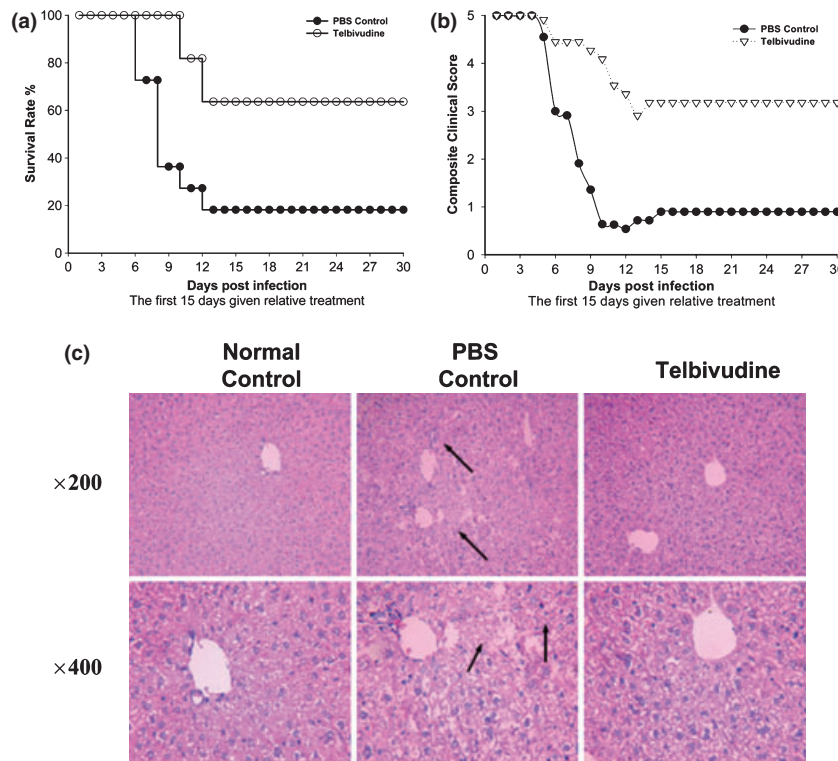 (a)
PBS Control
Telbivudine
Survival Rate %
100
80
60
40
20
0
0 3 6 9 12 15 18 21 24 27 30
Days post infection
The first 15 days given relative treatment
(b)
PBS Control
Telbivudine
Composite Clinical Score
5
4
3
2
1
0
0 3 6 9 12 15 18 21 24 27 30
Days post infection
The first 15 days given relative treatment
(c)
Normal Control
PBS Control
Telbivudine
×200
×400